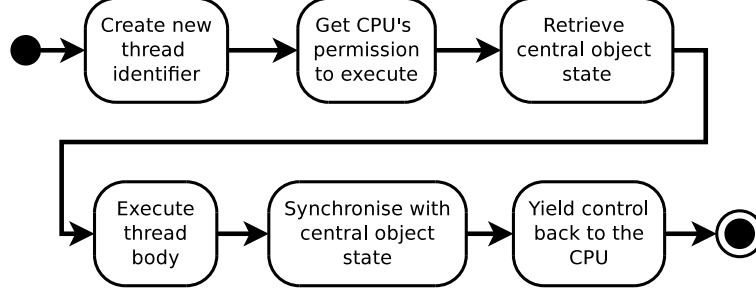 Create new
thread
identifier
Get CPU's
permission
to execute
Retrieve
central object
state
Execute
thread
body
Synchronise with
central object
state
Yield control
back to the
CPU